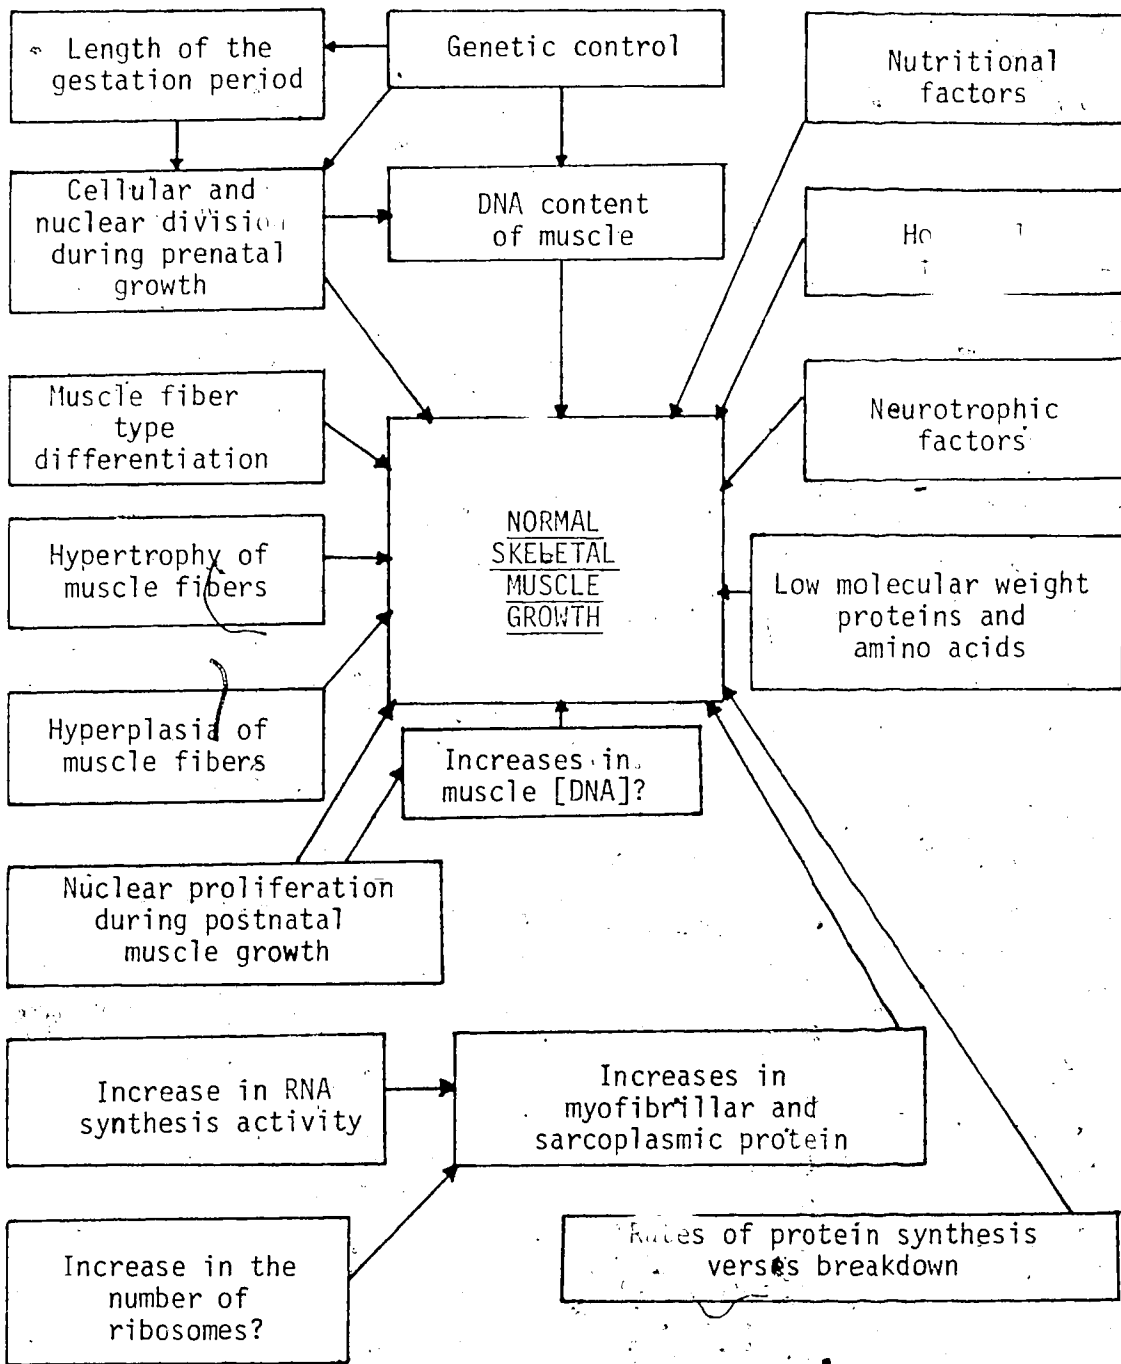 Length of the
gestation period
Genetic control
Nutritional
factors
Cellular and
nuclear division
during prenatal
growth
DNA content
of muscle
Muscle fiber
type
differentiation
Neurotrophic
factors
Hypertrophy of
muscle fibers
NORMAL
SKELETAL
MUSCLE
GROWTH
Low molecular weight
proteins and
amino acids
Hyperplasia of
muscle fibers
Increases in
muscle [DNA]?
Nuclear proliferation
during postnatal
muscle growth
Increase in RNA
synthesis activity
Increases in
myofibrillar and
sarcoplasmic protein
Increase in the
number of
ribosomes?
Rates of protein synthesis
versus breakdown